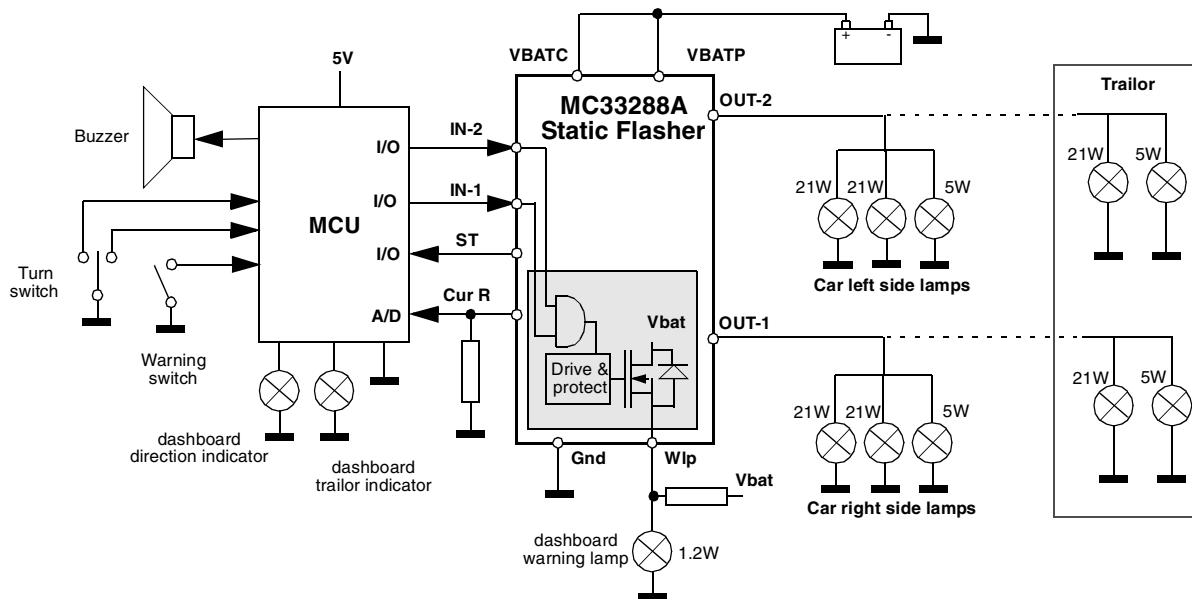 + -
VBATC
VBATP
5V
MC33288A
Static Flasher
OUT-2
Trailor
Buzzer
IN-2
I/O
21W
5W
IN-1
I/O
21W
21W
5W
MCU
ST
I/O
Turn
switch
Car left side lamps
Cur R
A/D
Vbat
OUT-1
Warning
switch
Drive &
protect
21W
5W
21W
21W
5W
dashboard
direction indicator
dashboard
trailor indicator
Gnd
Wlp
Vbat
Car right side lamps
dashboard
warning lamp
1.2W